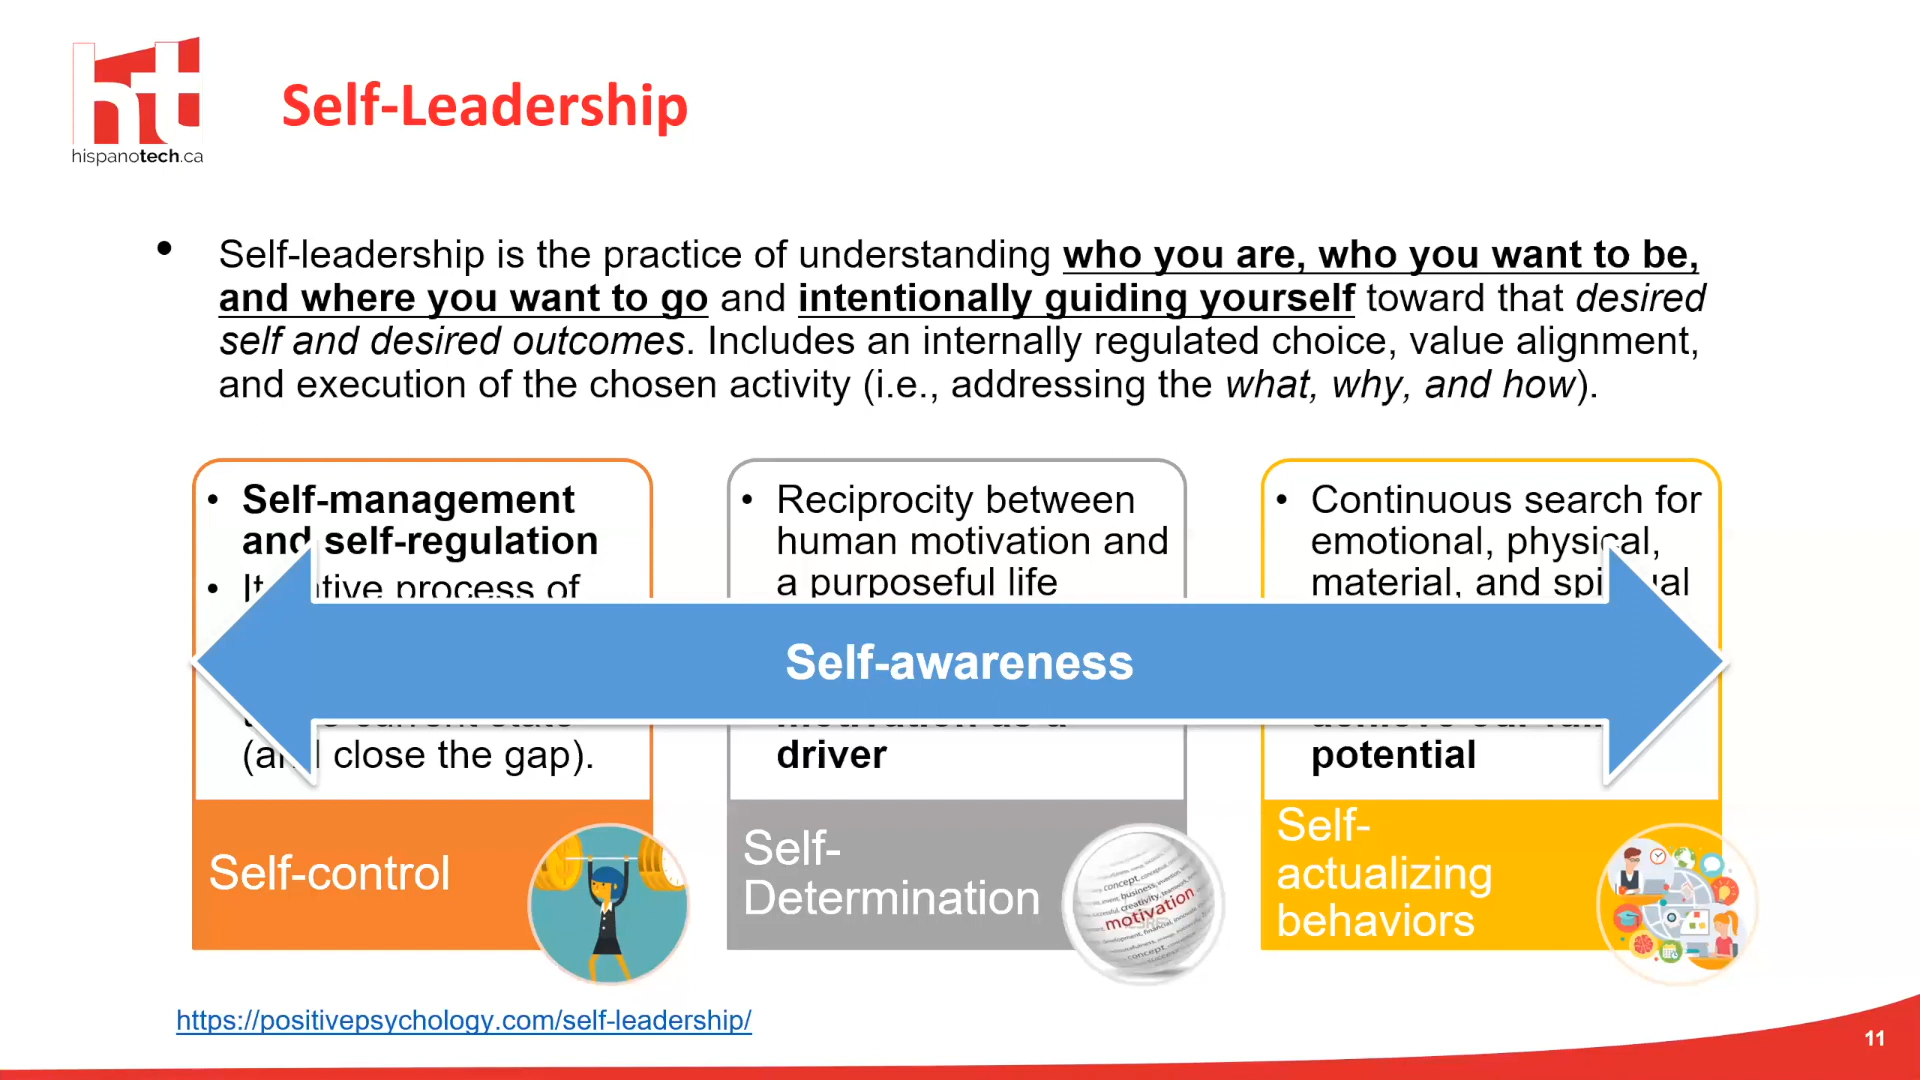 ht
hispanotech.ca
Self-Leadership
• Self-leadership is the practice of understanding who you are, who you want to be,
and where you want to go and intentionally guiding yourself toward that desired
self and desired outcomes. Includes an internally regulated choice, value alignment,
and execution of the chosen activity (i.e., addressing the what, why, and how).
• Self-management
and self-regulation
• process of
close the gap).
Self-control
• Reciprocity between
human motivation and
a purposeful life
driver
Self-
Determination
concept
motivation
concept
• Continuous search for
emotional, physical,
material, and spiritual
potential
Self-
actualizing
behaviors
Self-awareness
https://positivepsychology.com/self-leadership/
11